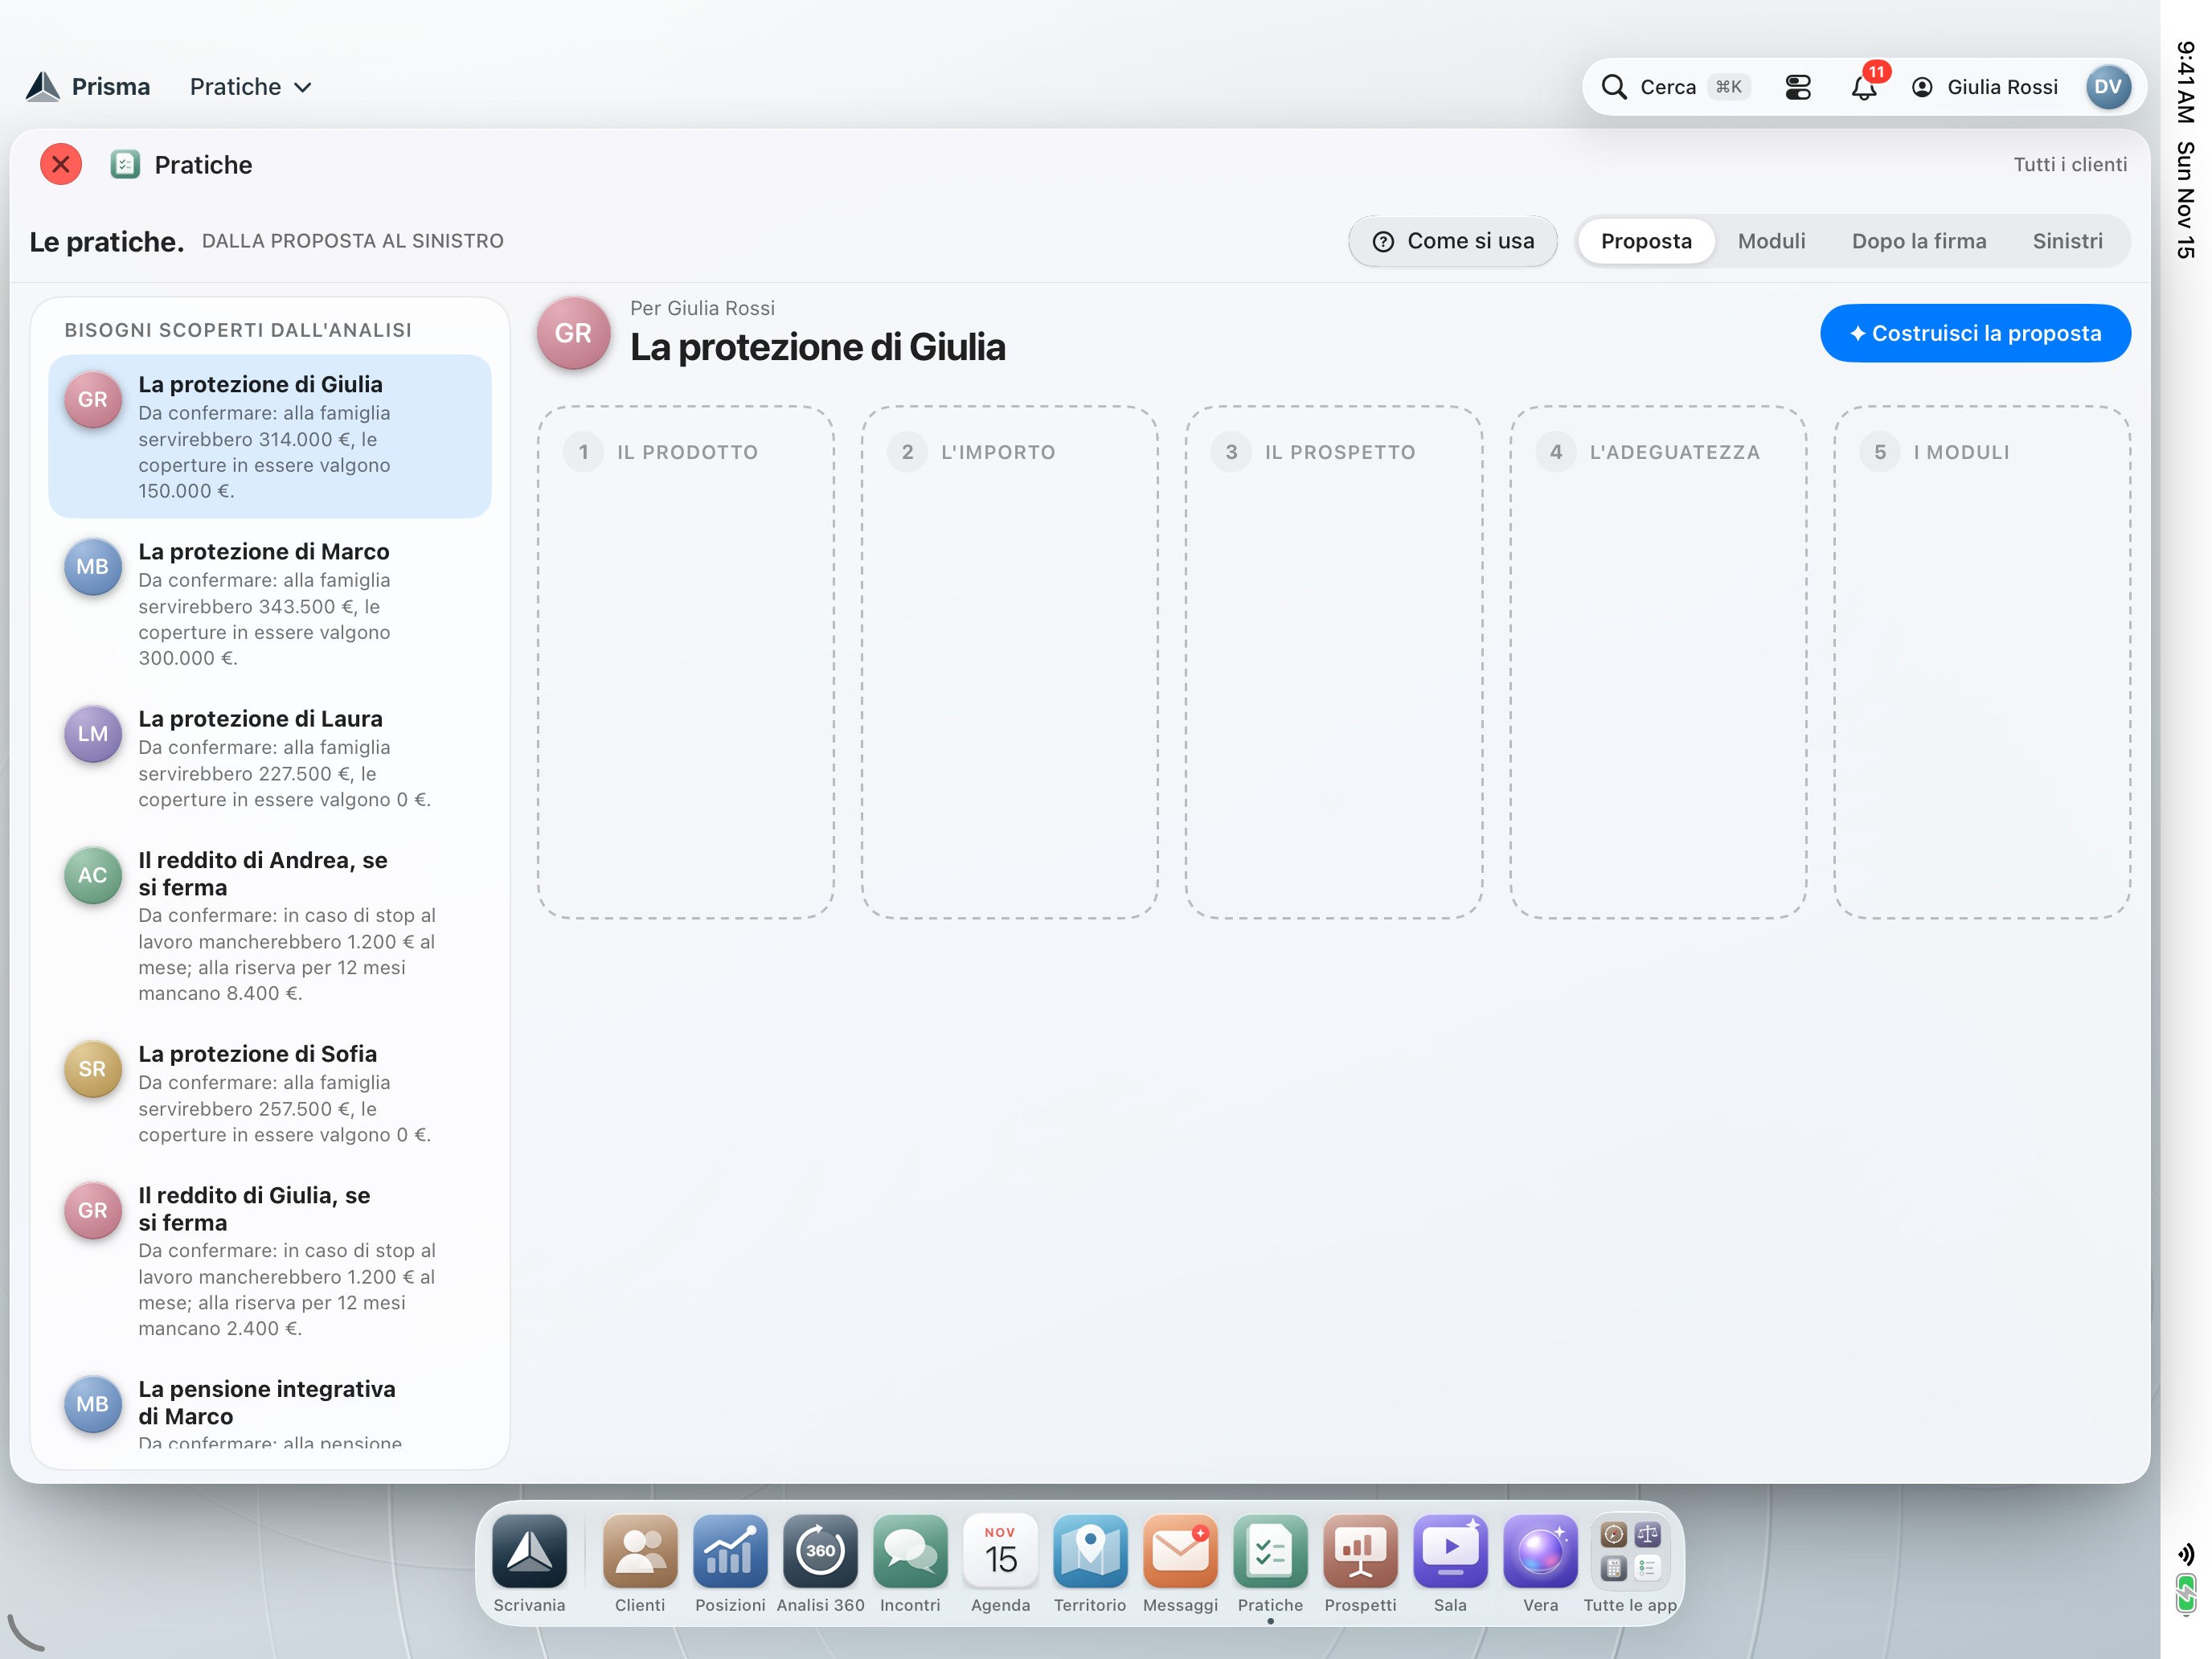 Prisma
Pratiche
Cerca ⌘K
11
Giulia Rossi
DV
9:41 AM Sun Nov 15
Pratiche
Tutti i clienti
Le pratiche.
DALLA PROPOSTA AL SINISTRO
Come si usa
Proposta
Moduli
Dopo la firma
Sinistri
BISOGNI SCOPERTI DALL'ANALISI
GR
La protezione di Giulia
Da confermare: alla famiglia
servirebbero 314.000 €, le
coperture in essere valgono
150.000 €.
MB
La protezione di Marco
Da confermare: alla famiglia
servirebbero 343.500 €, le
coperture in essere valgono
300.000 €.
LM
La protezione di Laura
Da confermare: alla famiglia
servirebbero 227.500 €, le
coperture in essere valgono 0 €.
AC
Il reddito di Andrea, se
si ferma
Da confermare: in caso di stop al
lavoro mancherebbero 1.200 € al
mese; alla riserva per 12 mesi
mancano 8.400 €.
SR
La protezione di Sofia
Da confermare: alla famiglia
servirebbero 257.500 €, le
coperture in essere valgono 0 €.
GR
Il reddito di Giulia, se
si ferma
Da confermare: in caso di stop al
lavoro mancherebbero 1.200 € al
mese; alla riserva per 12 mesi
mancano 2.400 €.
MB
La pensione integrativa
di Marco
Da confermare: alla pensione
GR
Per Giulia Rossi
La protezione di Giulia
Costruisci la proposta
1 IL PRODOTTO
2 L'IMPORTO
3 IL PROSPETTO
4 L'ADEGUATEZZA
5 I MODULI
360
NOV
15
Scrivania
Clienti
Posizioni
Analisi 360
Incontri
Agenda
Territorio
Messaggi
Pratiche
Prospetti
Sala
Vera
Tutte le app